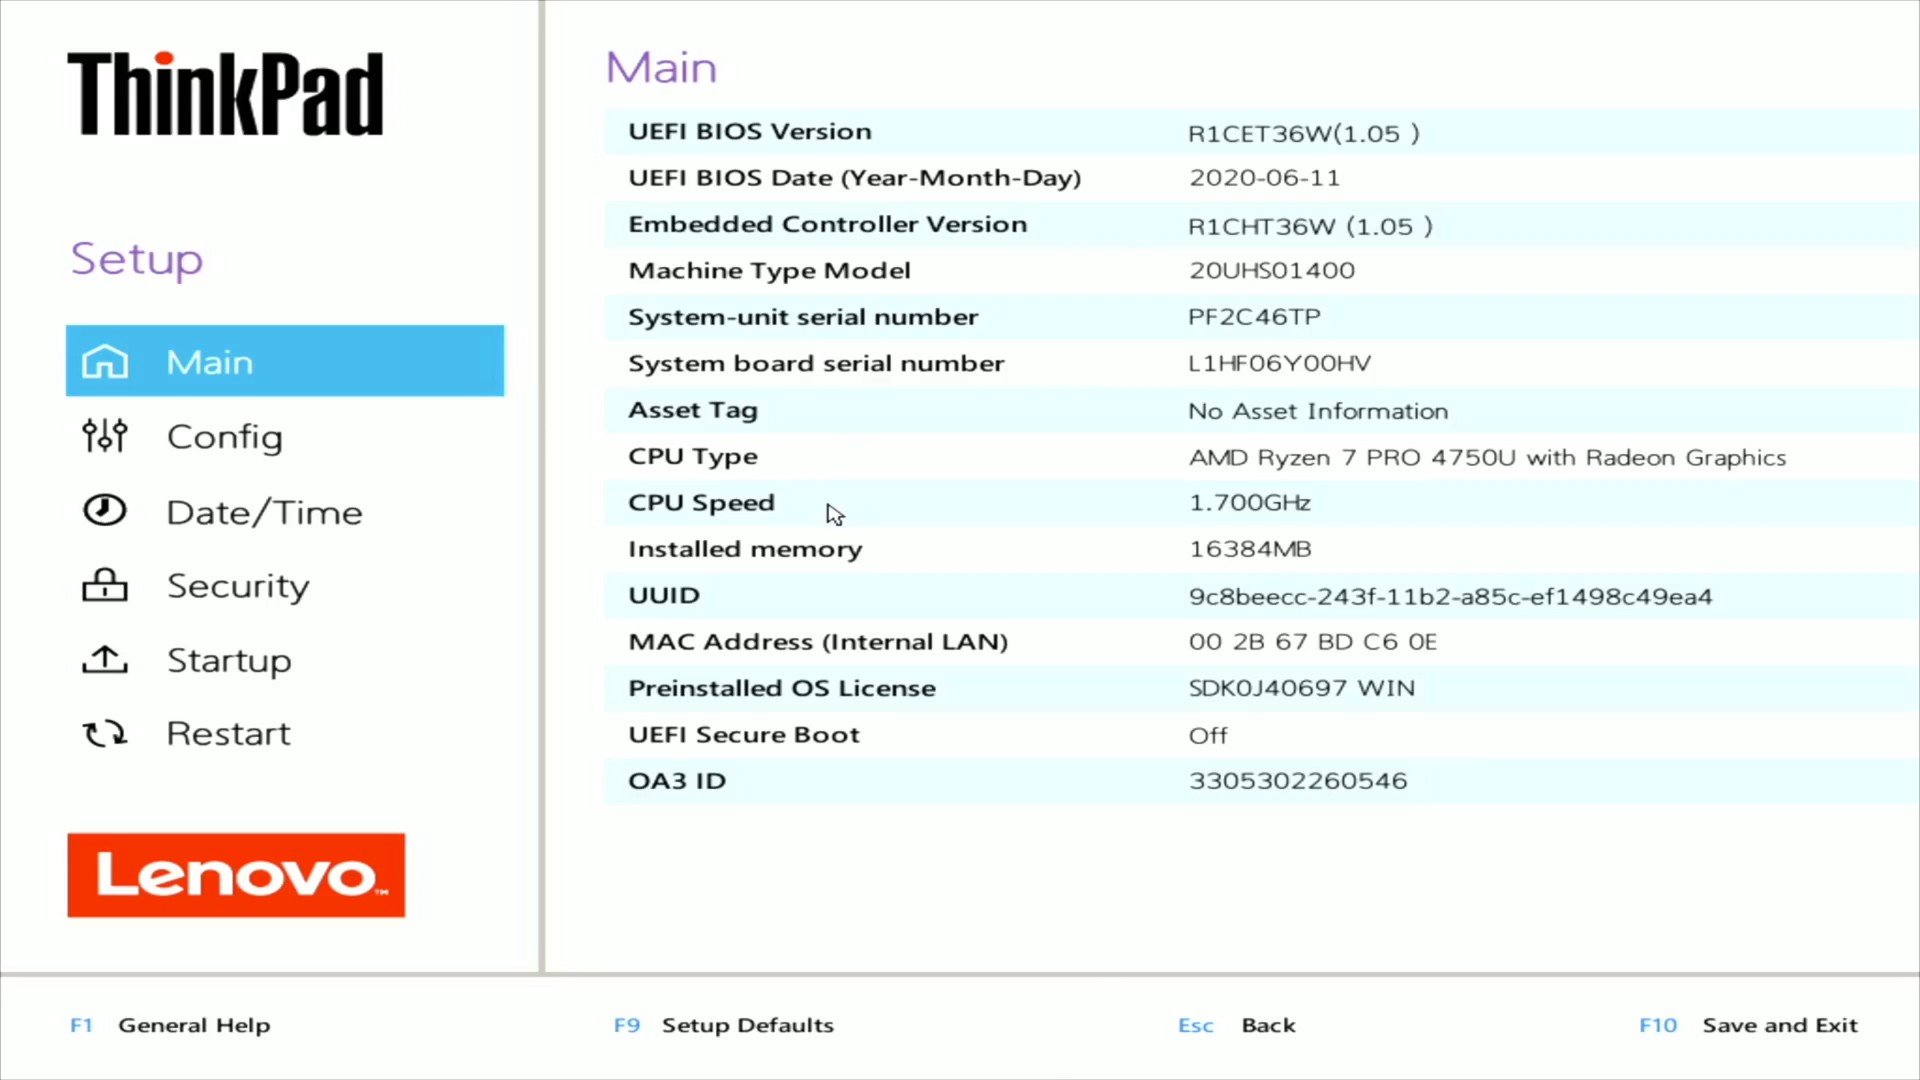 ThinkPad
Setup
Main
Config
Date/Time
Security
Startup
Restart
Lenovo™
Main
UEFI BIOS Version R1CET36W(1.05 )
UEFI BIOS Date (Year-Month-Day) 2020-06-11
Embedded Controller Version R1CHT36W (1.05 )
Machine Type Model 20UHS01400
System-unit serial number PF2C46TP
System board serial number L1HF06Y00HV
Asset Tag No Asset Information
CPU Type AMD Ryzen 7 PRO 4750U with Radeon Graphics
CPU Speed 1.700GHz
Installed memory 16384MB
UUID 9c8beecc-243f-11b2-a85c-ef1498c49ea4
MAC Address (Internal LAN) 00 2B 67 BD C6 0E
Preinstalled OS License SDK0J40697 WIN
UEFI Secure Boot Off
OA3 ID 3305302260546
F1 General Help F9 Setup Defaults Esc Back F10 Save and Exit